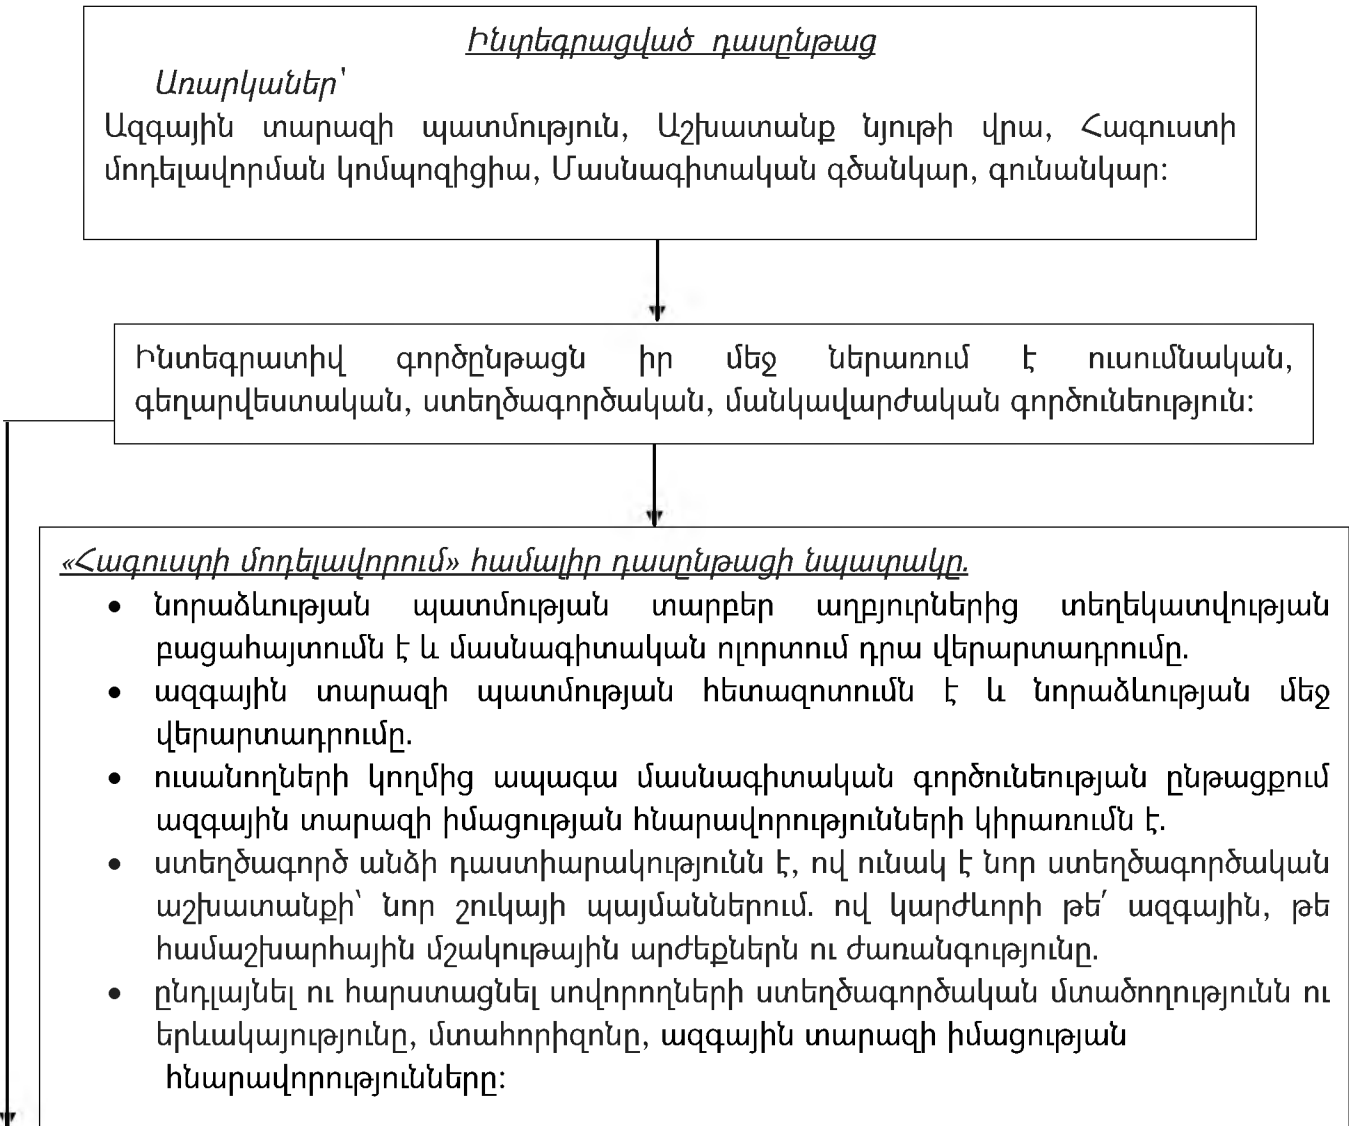 Ինտեգրացված դասընթաց
Առարկաներ՝
Ազգային տարազի պատմություն, Աշխատանք նյութի վրա, Հագուստի
մոդելավորման կոմպոզիցիա, Մասնագիտական գծանկար, գունանկար:
Ինտեգրատիվ գործընթացն իր մեջ ներառում է ուսումնական,
գեղարվեստական, ստեղծագործական, մանկավարժական գործունեություն:
«Հագուստի մոդելավորում» համալիր դասընթացի նպատակը.
• նորաձևության պատմության տարբեր աղբյուրներից տեղեկատվության
բացահայտումն է և մասնագիտական ոլորտում դրա վերարտադրումը.
• ազգային տարազի պատմության հետազոտումն է և նորաձևության մեջ
վերարտադրումը.
• ուսանողների կողմից ապագա մասնագիտական գործունեության ընթացքում
ազգային տարազի իմացության հնարավորությունների կիրառումն է.
• ստեղծագործ անձի դաստիարակությունն է, ով ունակ է նոր ստեղծագործական
աշխատանքի՝ նոր շուկայի պայմաններում. ով կարժևորի թե՛ ազգային, թե
համաշխարհային մշակութային արժեքներն ու ժառանգությունը.
• ընդլայնել ու հարստացնել սովորողների ստեղծագործական մտածողությունն ու
երևակայությունը, մտահորիզոնը, ազգային տարազի իմացության
հնարավորությունները: